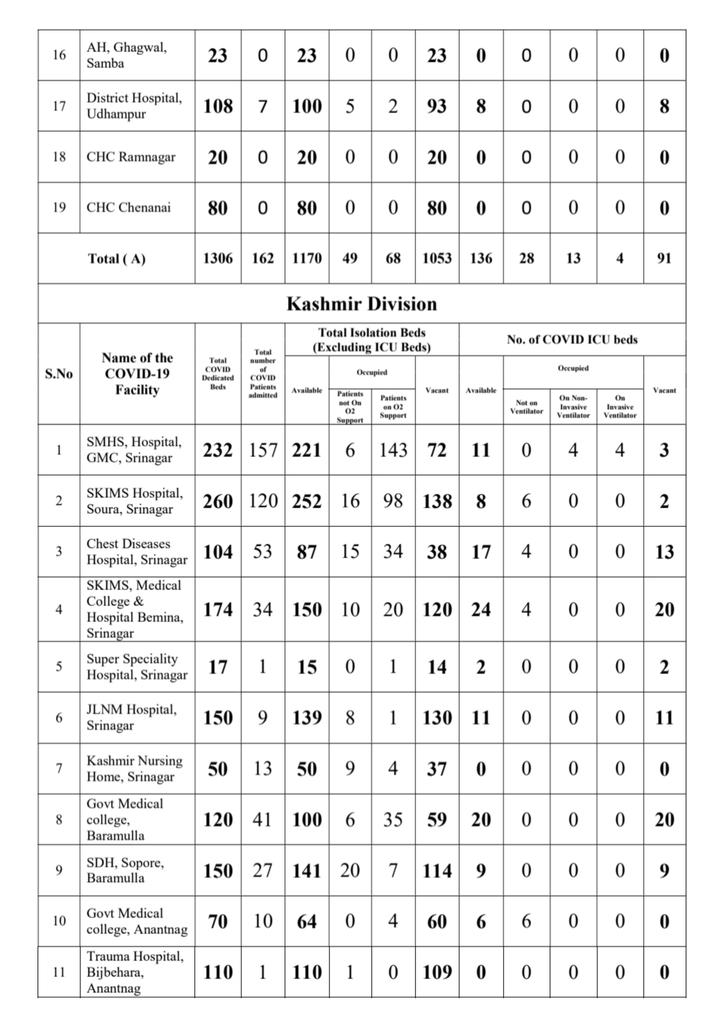 16 AH, Ghagwal, Samba 23 0 23 0 0 23 0 0 0 0 0
17 District Hospital, Udhampur 108 7 100 5 2 93 8 0 0 0 8
18 CHC Ramnagar 20 0 20 0 0 20 0 0 0 0 0
19 CHC Chenanai 80 0 80 0 0 80 0 0 0 0 0
Total ( A) 1306 162 1170 49 68 1053 136 28 13 4 91
Kashmir Division
S.No
Name of the COVID-19 Facility
Total COVID Dedicated Beds
Total number of COVID Patients admitted
Total Isolation Beds (Excluding ICU Beds)
Available
Occupied
Patients not On O2 Support
Patients on O2 Support
Vacant
No. of COVID ICU beds
Available
Occupied
Not on Ventilator
On Non-Invasive Ventilator
On Invasive Ventilator
Vacant
1 SMHS, Hospital, GMC, Srinagar 232 157 221 6 143 72 11 0 4 4 3
2 SKIMS Hospital, Soura, Srinagar 260 120 252 16 98 138 8 6 0 0 2
3 Chest Diseases Hospital, Srinagar 104 53 87 15 34 38 17 4 0 0 13
4 SKIMS, Medical College & Hospital Bemina, Srinagar 174 34 150 10 20 120 24 4 0 0 20
5 Super Speciality Hospital, Srinagar 17 1 15 0 1 14 2 0 0 0 2
6 JLNM Hospital, Srinagar 150 9 139 8 1 130 11 0 0 0 11
7 Kashmir Nursing Home, Srinagar 50 13 50 9 4 37 0 0 0 0 0
8 Govt Medical college, Baramulla 120 41 100 6 35 59 20 0 0 0 20
9 SDH, Sopore, Baramulla 150 27 141 20 7 114 9 0 0 0 9
10 Govt Medical college, Anantnag 70 10 64 0 4 60 6 6 0 0 0
11 Trauma Hospital, Bijbehara, Anantnag 110 1 110 1 0 109 0 0 0 0 0